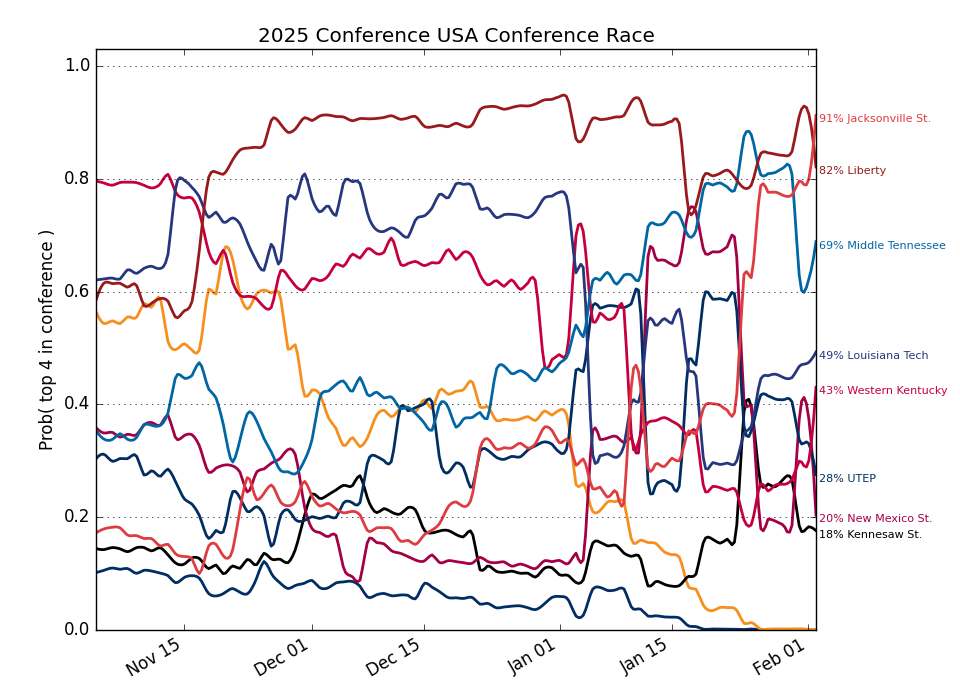 2025 Conference USA Conference Race
Prob( top 4 in conference )
1.0
0.8
0.6
0.4
0.2
0.0
Nov 15
Dec 01
Dec 15
Jan 01
Jan 15
Feb 01
91% Jacksonville St.
82% Liberty
69% Middle Tennessee
49% Louisiana Tech
43% Western Kentucky
28% UTEP
20% New Mexico St.
18% Kennesaw St.